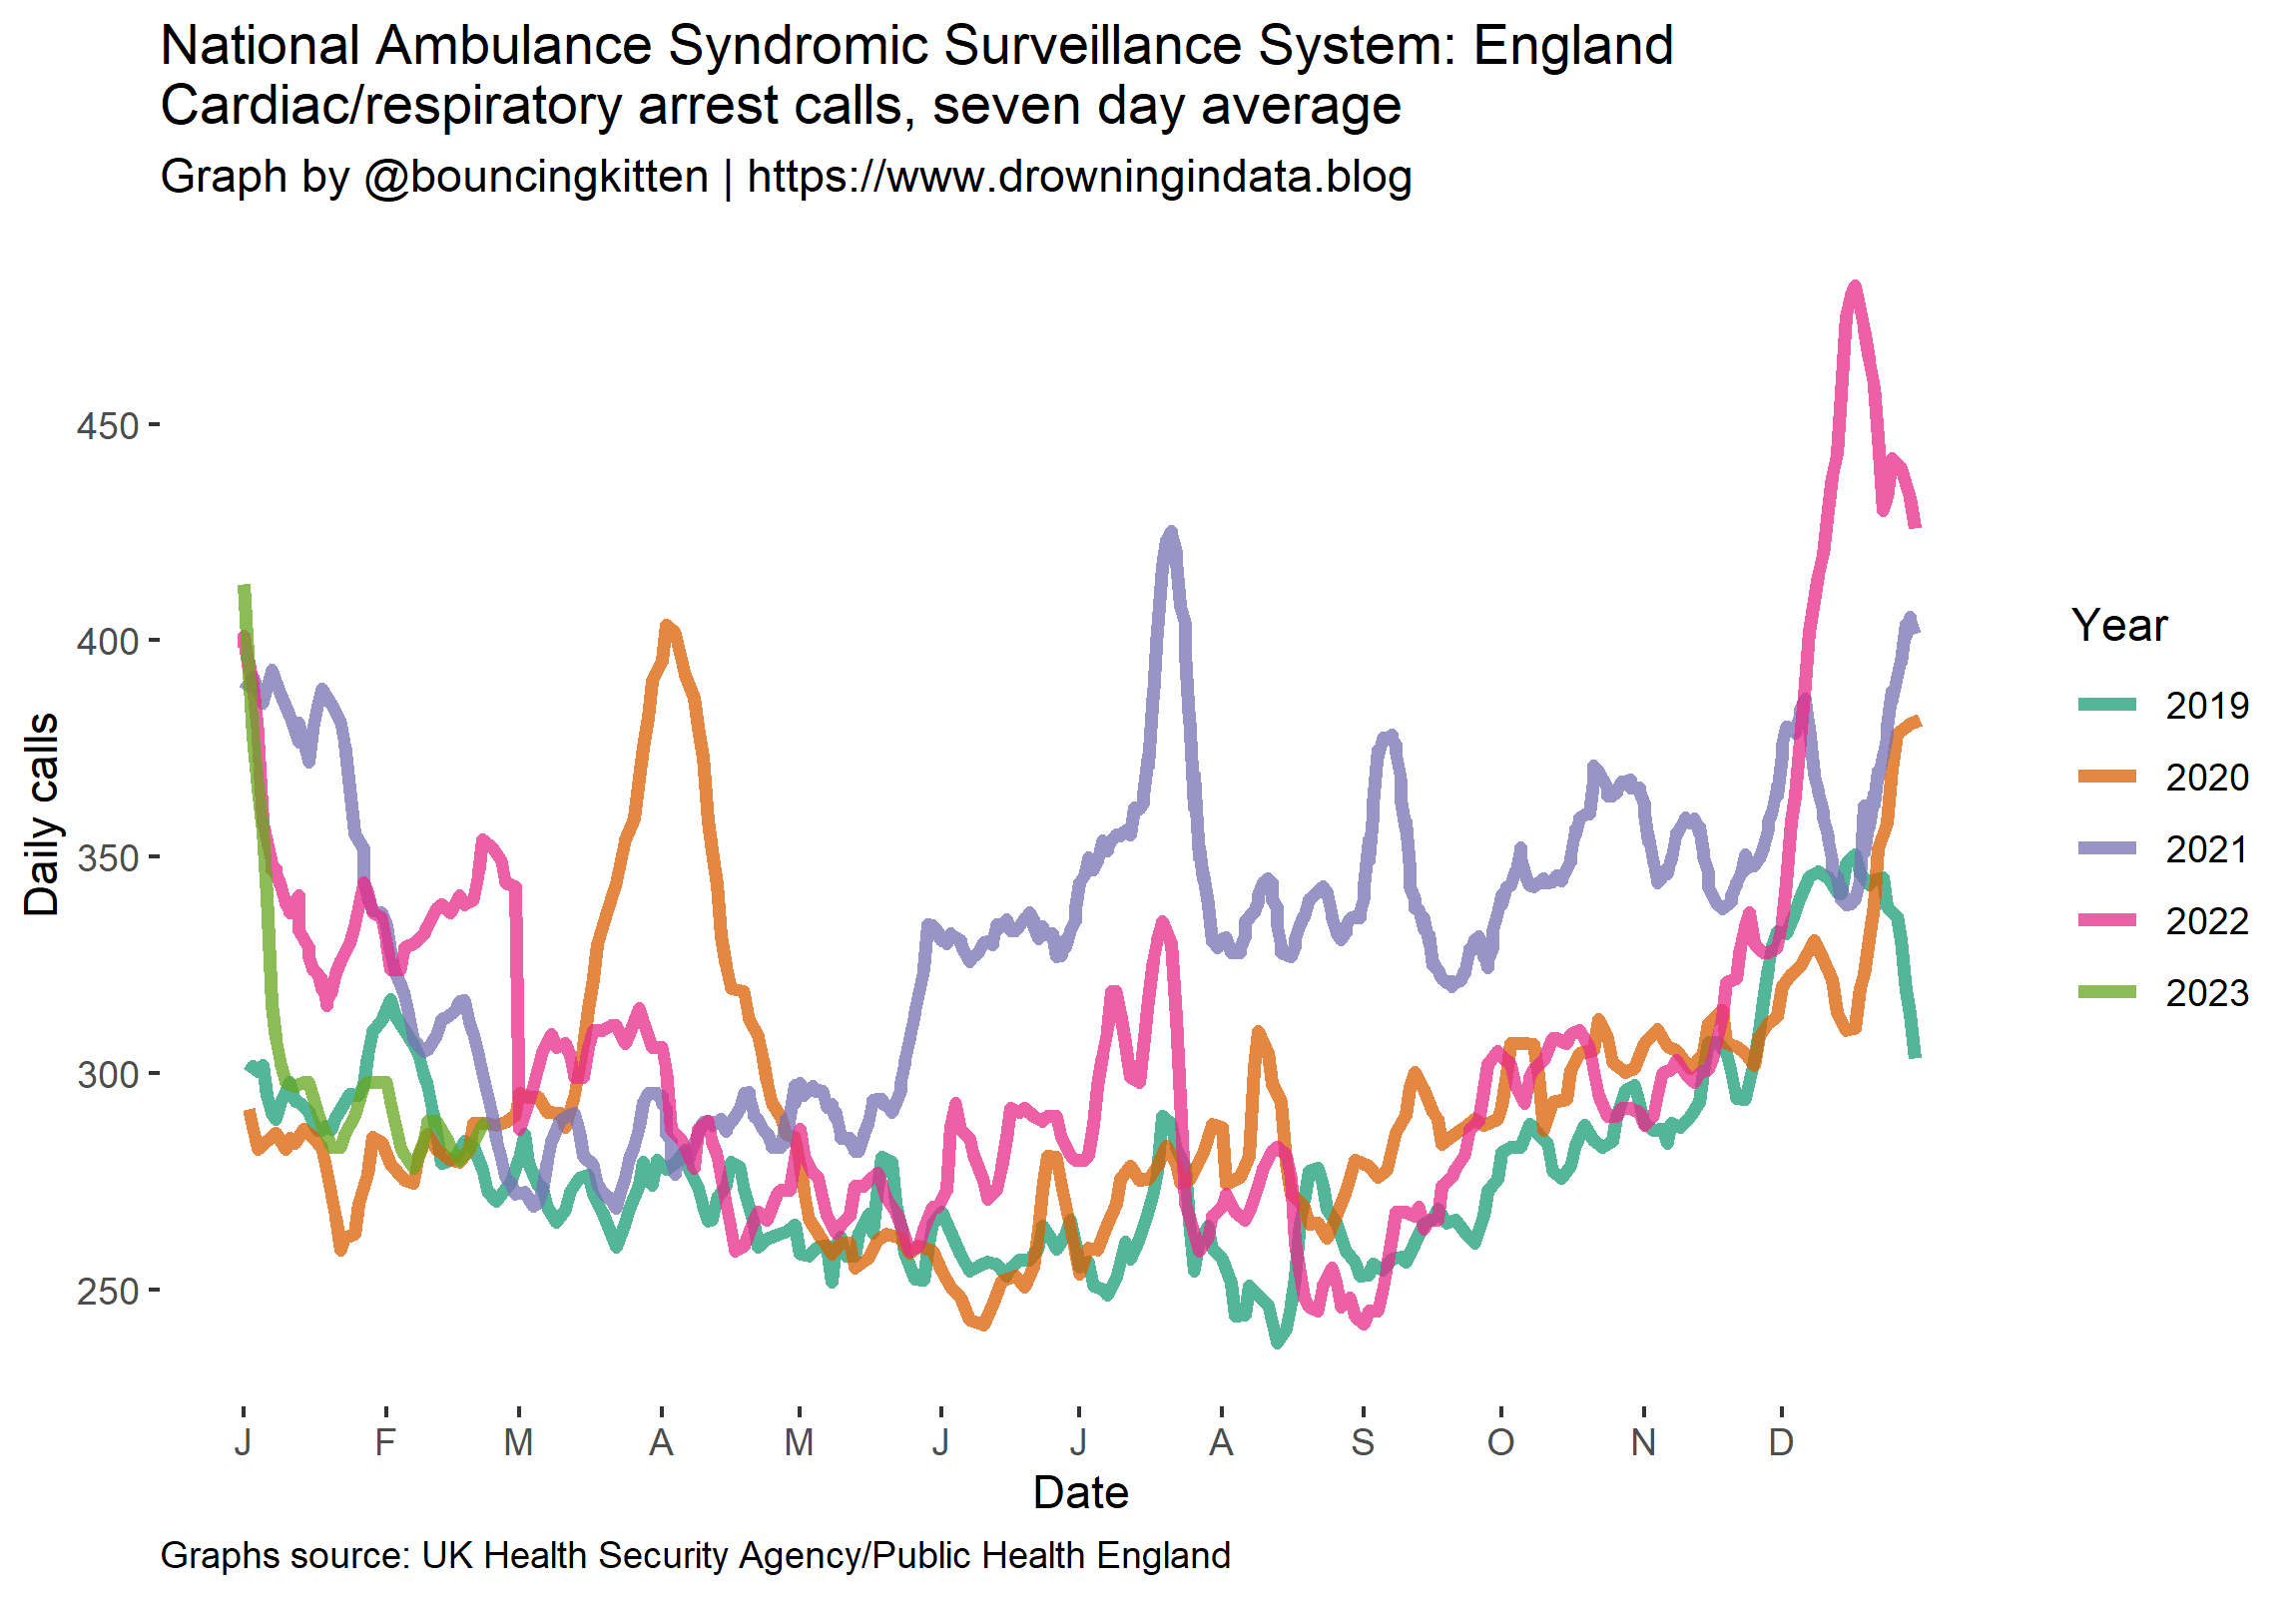 National Ambulance Syndromic Surveillance System: England
Cardiac/respiratory arrest calls, seven day average
Graph by @bouncingkitten | https://www.drowningindata.blog
450
400
350
300
250
Daily calls
J F M A M J J A S O N D
Date
Year
2019
2020
2021
2022
2023
Graphs source: UK Health Security Agency/Public Health England